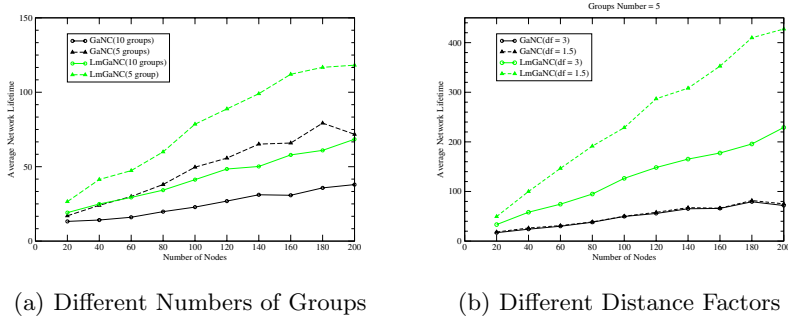 Groups Number = 5
150
100
50
0
Average Network Lifetime
GaNC(10 groups)
GaNC(5 groups)
LmGaNC(10 groups)
LmGaNC(5 group)
0 20 40 60 80 100 120 140 160 180 200
Number of Nodes
400
300
200
100
0
Average Network Lifetime
GaNC(df = 3)
GaNC(df = 1.5)
LmGaNC(df = 3)
LmGaNC(df = 1.5)
0 20 40 60 80 100 120 140 160 180 200
Number of Nodes
(a) Different Numbers of Groups
(b) Different Distance Factors